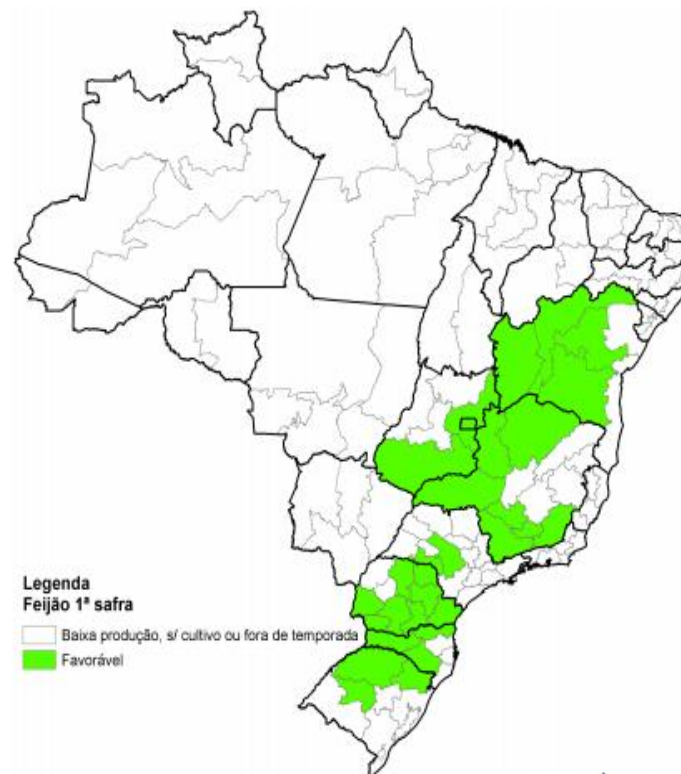 Legenda
Feijão 1ª safra
Baixa produção, s/ cultivo ou fora de temporada
Favorável